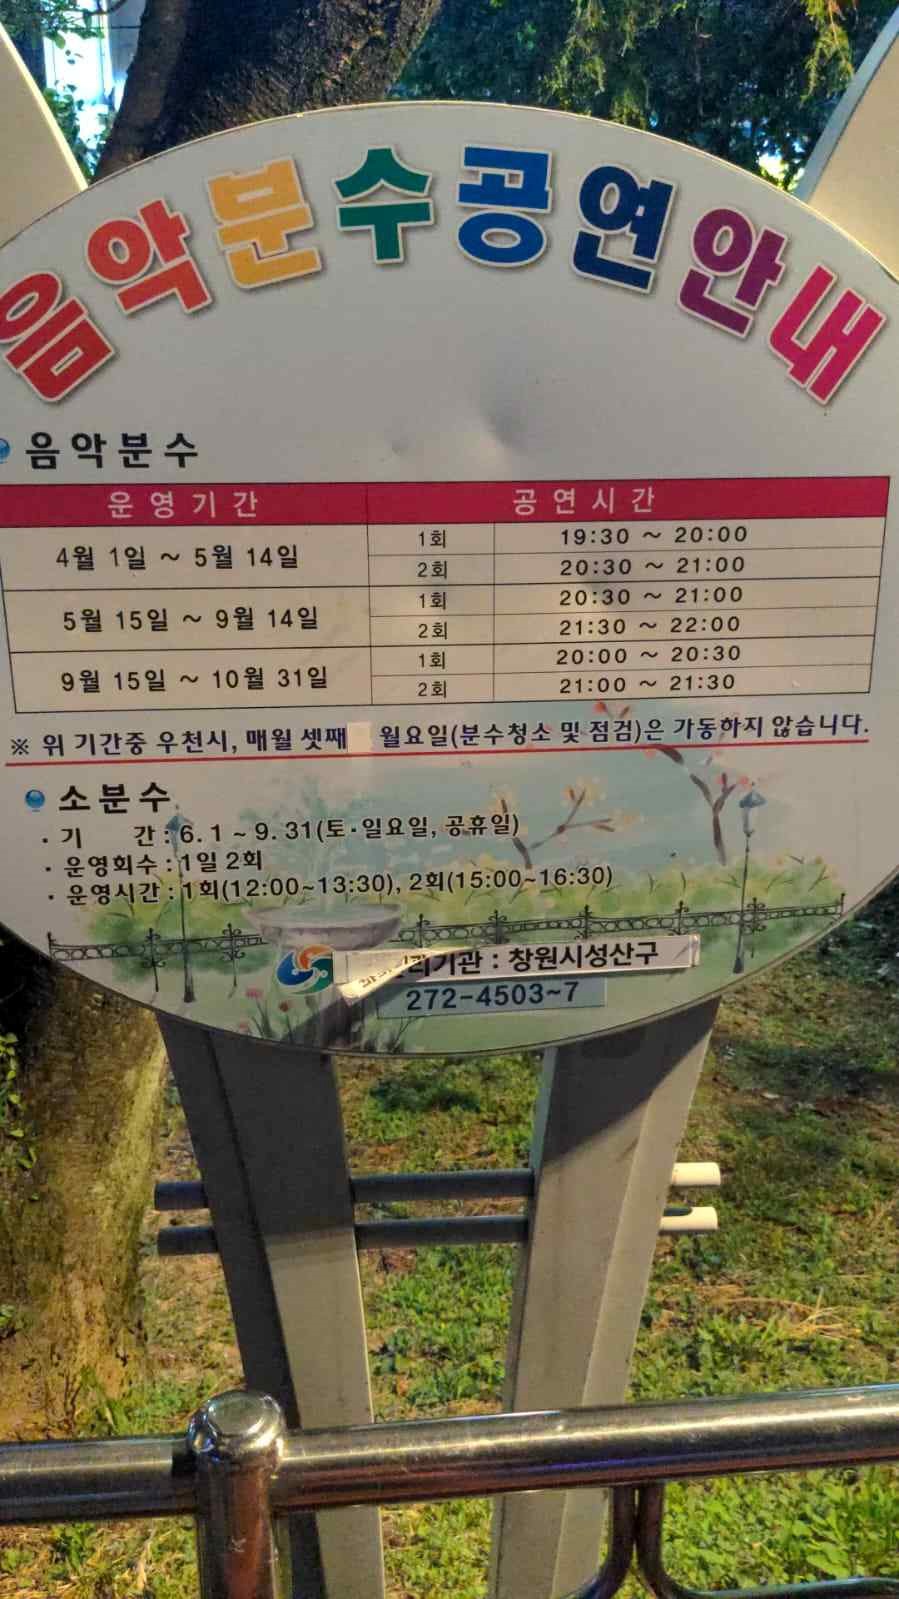 음악분수공연안내
음악분수
운영기간 공연시간
4월 1일 ~ 5월 14일 1회 19:30 ~ 20:00
2회 20:30 ~ 21:00
5월 15일 ~ 9월 14일 1회 20:30 ~ 21:00
2회 21:30 ~ 22:00
9월 15일 ~ 10월 31일 1회 20:00 ~ 20:30
2회 21:00 ~ 21:30
※ 위 기간중 우천시, 매월 셋째 월요일(분수청소 및 점검)은 가동하지 않습니다.
소분수
· 기 간 : 6. 1 ~ 9. 31(토·일요일, 공휴일)
· 운영회수 : 1일 2회
· 운영시간 : 1회(12:00~13:30), 2회(15:00~16:30)
리기관 : 창원시성산구
272-4503~7